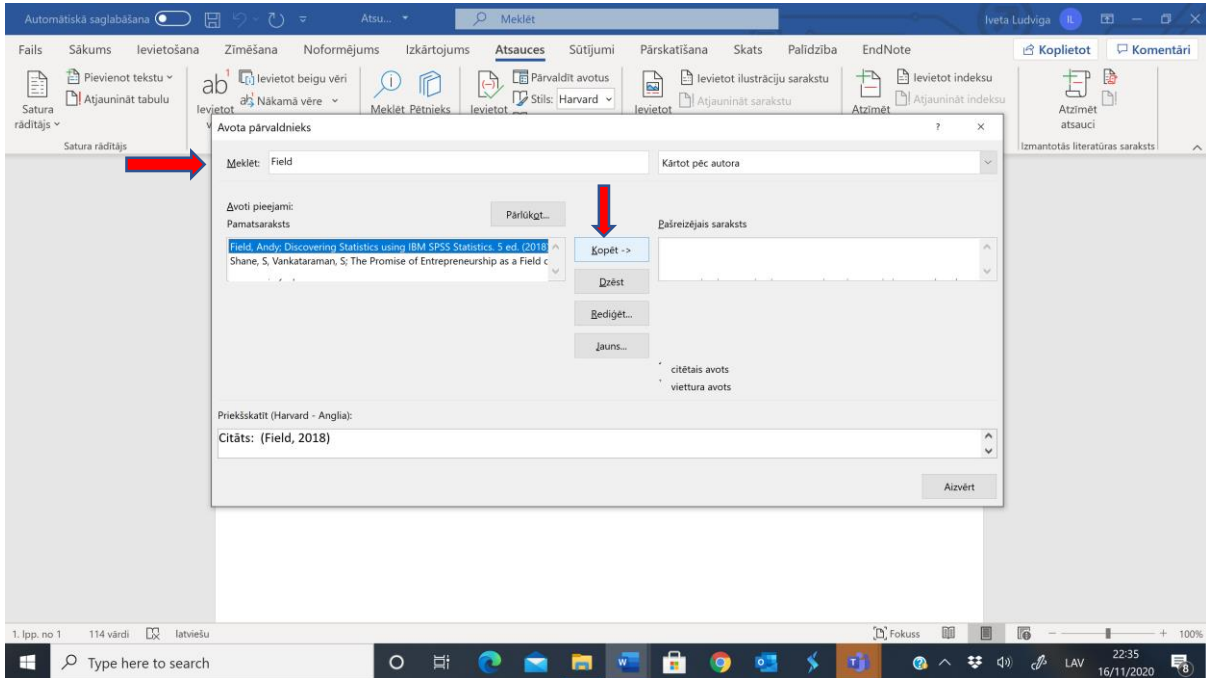 Automātiskā saglabāšana
Atsu...
Meklēt
Iveta Ludviga IL
Fails Sākums Ievietošana Zīmēšana Noformējums Izkārtojums Atsauces Sūtījumi Pārskatīšana Skats Palīdzība EndNote Koplietot Komentāri
Satura rādītājs
Pievienot tekstu
Atjaunināt tabulu
Satura rādītājs
ab1
Ievietot
Ievietot beigu vēri
Nākamā vēre
Meklēt Pētnieks
Ievietot
Pārvaldīt avotus
Stils: Harvard
Ievietot
Ievietot ilustrāciju sarakstu
Atjaunināt sarakstu
Atzīmēt
Ievietot indeksu
Atjaunināt indeksu
Atzīmēt atsauci
Izmantotās literatūras saraksts
Avota pārvaldnieks ? ×
Meklēt: Field
Kārtot pēc autora
Avoti pieejami:
Pamatsaraksts
Pārlūkot...
Pašreizējais saraksts
Field, Andy; Discovering Statistics using IBM SPSS Statistics. 5 ed. (2018
Shane, S, Vankataraman, S; The Promise of Entrepreneurship as a Field
Kopēt ->
Dzēst
Rediģēt...
Jauns...
citētais avots
viettura avots
Priekšskatīt (Harvard - Anglia):
Citāts: (Field, 2018)
Aizvērt
1. lpp. no 1 114 vārdi latviešu Fokuss 100%
Type here to search
LAV
22:35
16/11/2020
8